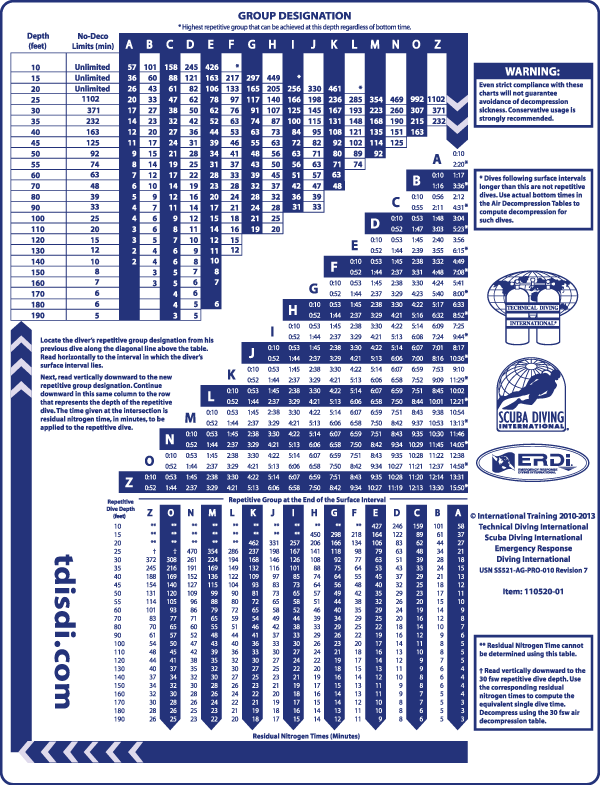 GROUP DESIGNATION
* Highest repetitive group that can be achieved at this depth regardless of bottom time.
Depth (feet) No-Deco Limits (min) A B C D E F G H I J K L M N O Z
10 Unlimited 57 101 158 245 426 *
15 Unlimited 36 60 88 121 163 217 297 449 *
20 Unlimited 26 43 61 82 106 133 165 205 256 330 461 *
25 1102 20 33 47 62 78 97 117 140 166 198 236 285 354 469 992 1102
30 371 17 27 38 50 62 76 91 107 125 145 167 193 223 260 307 371
35 232 14 23 32 42 52 63 74 87 100 115 131 148 168 190 215 232
40 163 12 20 27 36 44 53 63 73 84 95 108 121 135 151 163
45 125 11 17 24 31 39 46 55 63 72 82 92 102 114 125
50 92 9 15 21 28 34 41 48 56 63 71 80 89 92
55 74 8 14 19 25 31 37 43 50 56 63 71 74
60 63 7 12 17 22 28 33 39 45 51 57 63
70 48 6 10 14 19 23 28 32 37 42 47 48
80 39 5 9 12 16 20 24 28 32 36 39
90 33 4 7 11 14 17 21 24 28 31 33
100 25 4 6 9 12 15 18 21 25
110 20 3 6 8 11 14 16 19 20
120 15 3 5 7 10 12 15
130 12 2 4 6 9 11 12
140 10 2 4 6 8 10
150 8 3 5 7 8
160 7 3 5 6 7
170 6 4 6
180 6 4 5 6
190 5 3 5
A 0:10
2:20*
B 0:10 1:17
1:16 3:36*
C 0:10 0:56 2:12
0:55 2:11 4:31*
D 0:10 0:53 1:48 3:04
0:52 1:47 3:03 5:23*
E 0:10 0:53 1:45 2:40 3:56
0:52 1:44 2:39 3:55 6:15*
F 0:10 0:53 1:45 2:38 3:32 4:49
0:52 1:44 2:37 3:31 4:48 7:08*
G 0:10 0:53 1:45 2:38 3:30 4:24 5:41
0:52 1:44 2:37 3:29 4:23 5:40 8:00*
H 0:10 0:53 1:45 2:38 3:30 4:22 5:17 6:33
0:52 1:44 2:37 3:29 4:21 5:16 6:32 8:52*
I 0:10 0:53 1:45 2:38 3:30 4:22 5:14 6:09 7:25
0:52 1:44 2:37 3:29 4:21 5:13 6:08 7:24 9:44*
J 0:10 0:53 1:45 2:38 3:30 4:22 5:14 6:07 7:01 8:17
0:52 1:44 2:37 3:29 4:21 5:13 6:06 7:00 8:16 10:36*
K 0:10 0:53 1:45 2:38 3:30 4:22 5:14 6:07 6:59 7:53 9:10
0:52 1:44 2:37 3:29 4:21 5:13 6:06 6:58 7:52 9:09 11:29*
L 0:10 0:53 1:45 2:38 3:30 4:22 5:14 6:07 6:59 7:51 8:45 10:02
0:52 1:44 2:37 3:29 4:21 5:13 6:06 6:58 7:50 8:44 10:01 12:21*
M 0:10 0:53 1:45 2:38 3:30 4:22 5:14 6:07 6:59 7:51 8:43 9:38 10:54
0:52 1:44 2:37 3:29 4:21 5:13 6:06 6:58 7:50 8:42 9:37 10:53 13:13*
N 0:10 0:53 1:45 2:38 3:30 4:22 5:14 6:07 6:59 7:51 8:43 9:35 10:30 11:46
0:52 1:44 2:37 3:29 4:21 5:13 6:06 6:58 7:50 8:42 9:34 10:29 11:45 14:05*
O 0:10 0:53 1:45 2:38 3:30 4:22 5:14 6:07 6:59 7:51 8:43 9:35 10:28 11:22 12:38
0:52 1:44 2:37 3:29 4:21 5:13 6:06 6:58 7:50 8:42 9:34 10:27 11:21 12:37 14:58*
Z 0:10 0:53 1:45 2:38 3:30 4:22 5:14 6:07 6:59 7:51 8:43 9:35 10:28 11:20 12:14 13:31
0:52 1:44 2:37 3:29 4:21 5:13 6:06 6:58 7:50 8:42 9:34 10:27 11:19 12:13 13:30 15:50*
Locate the diver's repetitive group designation from his
previous dive along the diagonal line above the table.
Read horizontally to the interval in which the diver's
surface interval lies.
Next, read vertically downward to the new
repetitive group designation. Continue
downward in this same column to the row
that represents the depth of the repetitive
dive. The time given at the intersection is
residual nitrogen time, in minutes, to be
applied to the repetitive dive.
WARNING:
Even strict compliance with these
charts will not guarantee
avoidance of decompression
sickness. Conservative usage is
strongly recommended.
* Dives following surface intervals
longer than this are not repetitive
dives. Use actual bottom times in
the Air Decompression Tables to
compute decompression for
such dives.
TECHNICAL DIVING
INTERNATIONAL
SCUBA DIVING
INTERNATIONAL
ERDi
© International Training 2010-2013
Technical Diving International
Scuba Diving International
Emergency Response
Diving International
USN SS521-AG-PRO-010 Revision 7
Item: 110520-01
** Residual Nitrogen Time cannot
be determined using this table.
† Read vertically downward to the
30 fsw repetitive dive depth. Use
the corresponding residual
nitrogen times to compute the
equivalent single dive time.
Decompress using the 30 fsw air
decompression table.
tdisdi.com
Repetitive Group at the End of the Surface Interval
Repetitive Dive Depth (feet) Z O N M L K J I H G F E D C B A
10 ** ** ** ** ** ** ** ** ** ** ** 427 246 159 101 58
15 ** ** ** ** ** ** ** ** 450 298 218 164 122 89 61 37
20 ** ** ** ** ** 462 331 257 206 166 134 106 83 62 44 27
25 † † 470 354 286 237 198 167 141 118 98 79 63 48 34 21
30 372 308 261 224 194 168 146 126 108 92 77 63 51 39 28 18
35 245 216 191 169 149 132 116 101 88 75 64 53 43 33 24 15
40 188 169 152 136 122 109 97 85 74 64 55 45 37 29 21 13
45 154 140 127 115 104 93 83 73 64 56 48 40 32 25 18 12
50 131 120 109 99 90 81 73 65 57 49 42 35 29 23 17 11
55 114 105 96 88 80 72 65 58 51 44 38 32 26 20 15 10
60 101 93 86 79 72 65 58 52 46 40 35 29 24 19 14 9
70 83 77 71 65 59 54 49 44 39 34 29 25 20 16 12 8
80 70 65 60 55 51 46 42 38 33 29 25 22 18 14 10 7
90 61 57 52 48 44 41 37 33 29 26 22 19 16 12 9 6
100 54 50 47 43 40 36 33 30 26 23 20 17 14 11 8 5
110 48 45 42 39 36 33 30 27 24 21 18 16 13 10 8 5
120 44 41 38 35 32 30 27 24 22 19 17 14 12 9 7 5
130 40 37 35 32 30 27 25 22 20 18 15 13 11 9 6 4
140 37 34 32 30 27 25 23 21 19 16 14 12 10 8 6 4
150 34 32 30 28 26 23 21 19 17 15 13 11 9 8 6 4
160 32 30 28 26 24 22 20 18 16 14 13 11 9 7 5 4
170 30 28 26 24 22 21 19 17 15 14 12 10 8 7 5 3
180 28 26 25 23 21 19 18 16 14 13 11 10 8 6 5 3
190 26 25 23 22 20 18 17 15 14 12 11 9 8 6 5 3
Residual Nitrogen Times (Minutes)